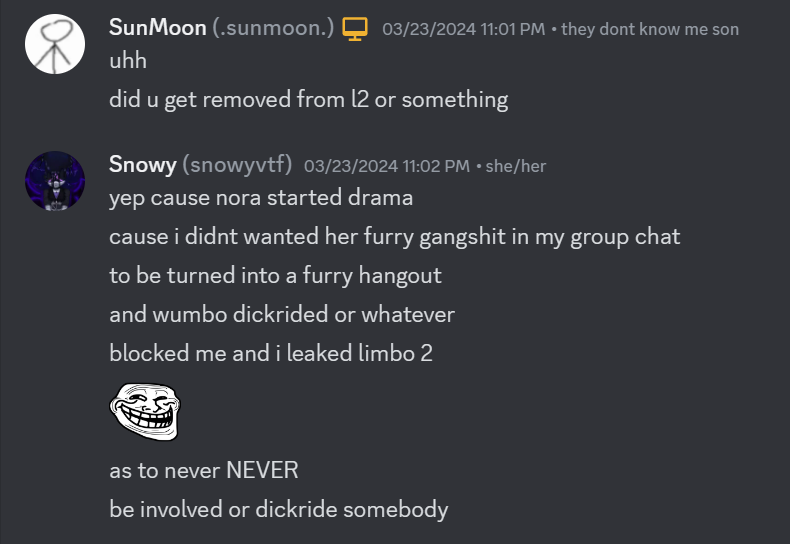 SunMoon (.sunmoon.) 03/23/2024 11:01 PM • they dont know me son
uhh
did u get removed from l2 or something
Snowy (snowyvtf) 03/23/2024 11:02 PM • she/her
yep cause nora started drama
cause i didnt wanted her furry gangshit in my group chat
to be turned into a furry hangout
and wumbo dickrided or whatever
blocked me and i leaked limbo 2
as to never NEVER
be involved or dickride somebody